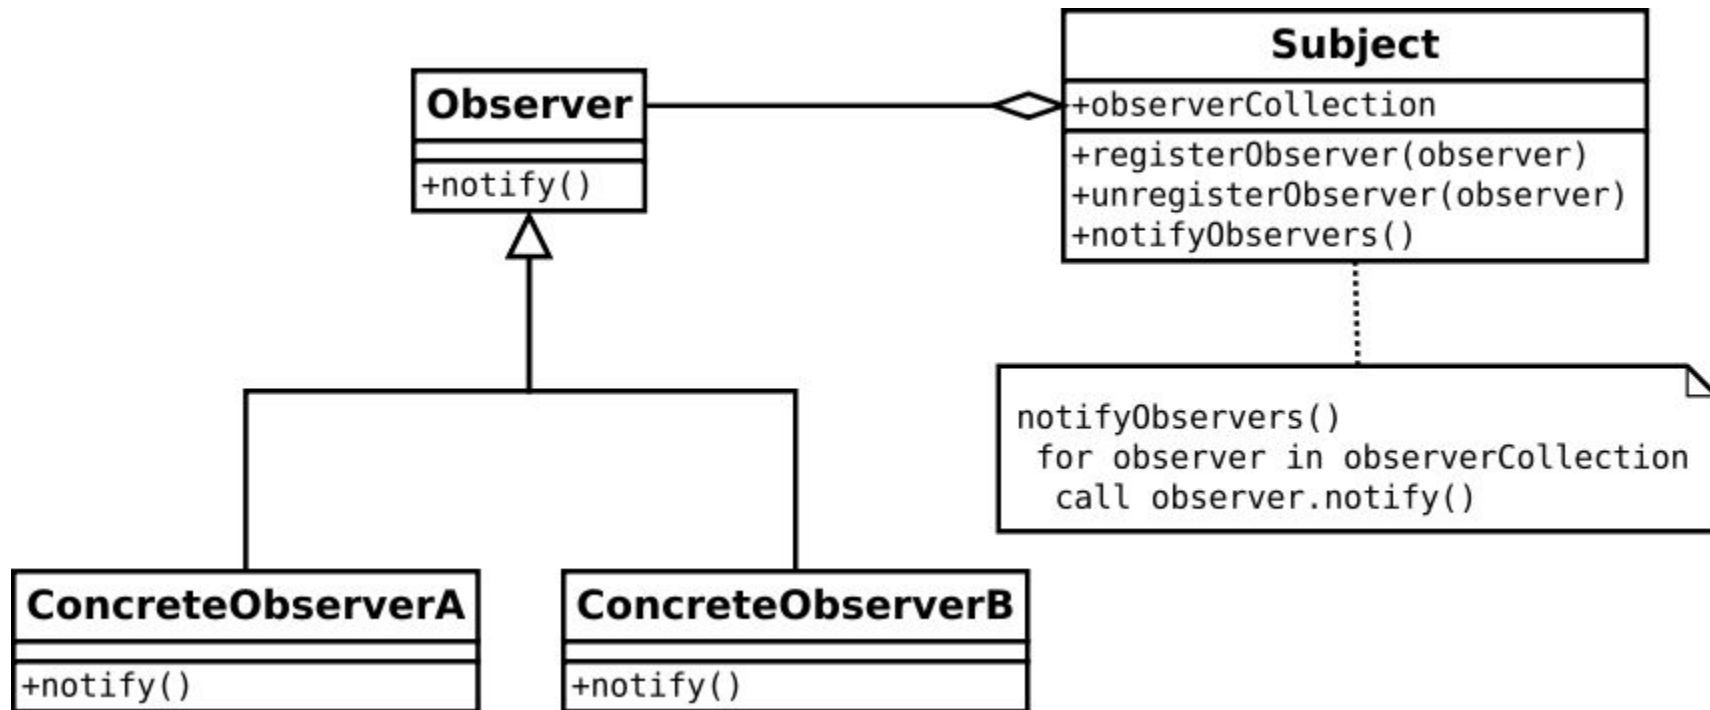 Observer
+notify()
Subject
+observerCollection
+registerObserver(observer)
+unregisterObserver(observer)
+notifyObservers()
notifyObservers()
 for observer in observerCollection
  call observer.notify()
ConcreteObserverA
+notify()
ConcreteObserverB
+notify()